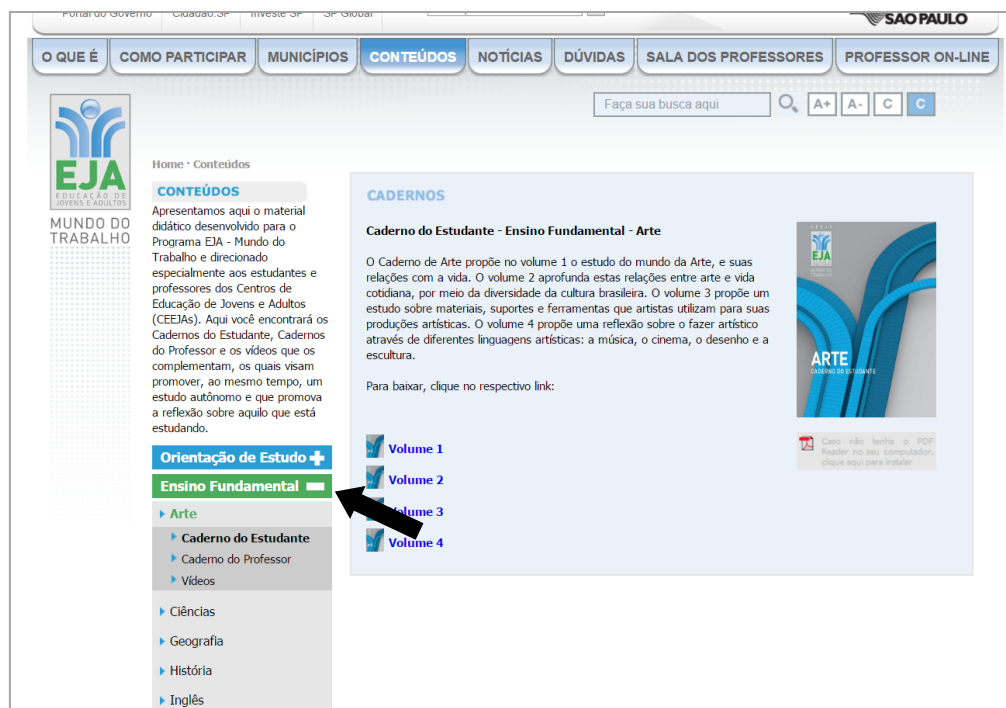 Portal do Governo Cidadão.SP Investe SP SP Global
SÃO PAULO
O QUE É COMO PARTICIPAR MUNICÍPIOS CONTEÚDOS NOTÍCIAS DÚVIDAS SALA DOS PROFESSORES PROFESSOR ON-LINE
Faça sua busca aqui A+ A- C C
EJA
EDUCAÇÃO DE
JOVENS E ADULTOS
MUNDO DO
TRABALHO
Home · Conteúdos
CONTEÚDOS
Apresentamos aqui o material
didático desenvolvido para o
Programa EJA - Mundo do
Trabalho e direcionado
especialmente aos estudantes e
professores dos Centros de
Educação de Jovens e Adultos
(CEEJAs). Aqui você encontrará os
Cadernos do Estudante, Cadernos
do Professor e os vídeos que os
complementam, os quais visam
promover, ao mesmo tempo, um
estudo autônomo e que promova
a reflexão sobre aquilo que está
estudando.
Orientação de Estudo
Ensino Fundamental
Arte
Caderno do Estudante
Caderno do Professor
Vídeos
Ciências
Geografia
História
Inglês
CADERNOS
Caderno do Estudante - Ensino Fundamental - Arte
O Caderno de Arte propõe no volume 1 o estudo do mundo da Arte, e suas
relações com a vida. O volume 2 aprofunda estas relações entre arte e vida
cotidiana, por meio da diversidade da cultura brasileira. O volume 3 propõe um
estudo sobre materiais, suportes e ferramentas que artistas utilizam para suas
produções artísticas. O volume 4 propõe uma reflexão sobre o fazer artístico
através de diferentes linguagens artísticas: a música, o cinema, o desenho e a
escultura.
Para baixar, clique no respectivo link:
Volume 1
Volume 2
Volume 3
Volume 4
EJA
ARTE
CADERNO DO ESTUDANTE
Caso não tenha o PDF
Reader no seu computador,
clique aqui para instalar